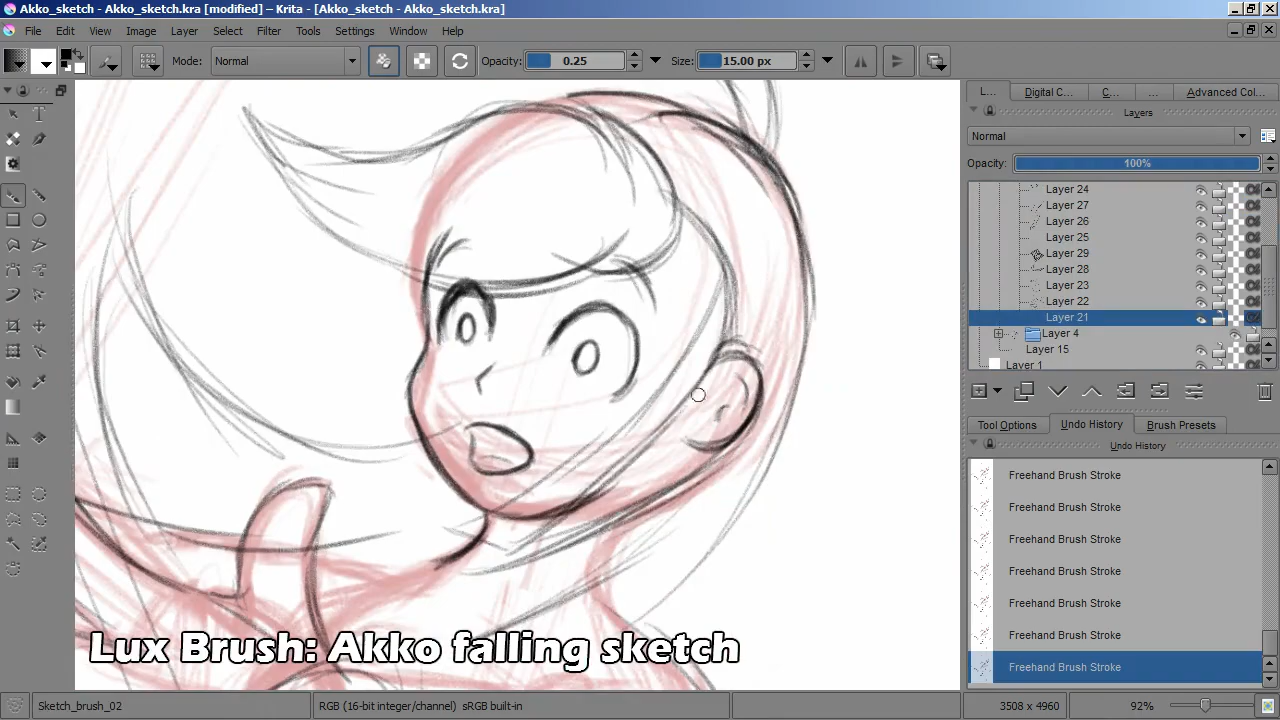 Akko_sketch - Akko_sketch.kra [modified] – Krita - [Akko_sketch - Akko_sketch.kra]
File Edit View Image Layer Select Filter Tools Settings Window Help
Mode: Normal Opacity: 0.25 Size: 15.00 px
L... Digital C... C... ... Advanced Col...
Layers
Normal
Opacity: 100%
Layer 24
Layer 27
Layer 26
Layer 25
Layer 29
Layer 28
Layer 23
Layer 22
Layer 21
Layer 4
Layer 15
Layer 1
Tool Options Undo History Brush Presets
Undo History
Freehand Brush Stroke
Freehand Brush Stroke
Freehand Brush Stroke
Freehand Brush Stroke
Freehand Brush Stroke
Freehand Brush Stroke
Freehand Brush Stroke
Lux Brush: Akko falling sketch
Sketch_brush_02 RGB (16-bit integer/channel) sRGB built-in 3508 x 4960 92%